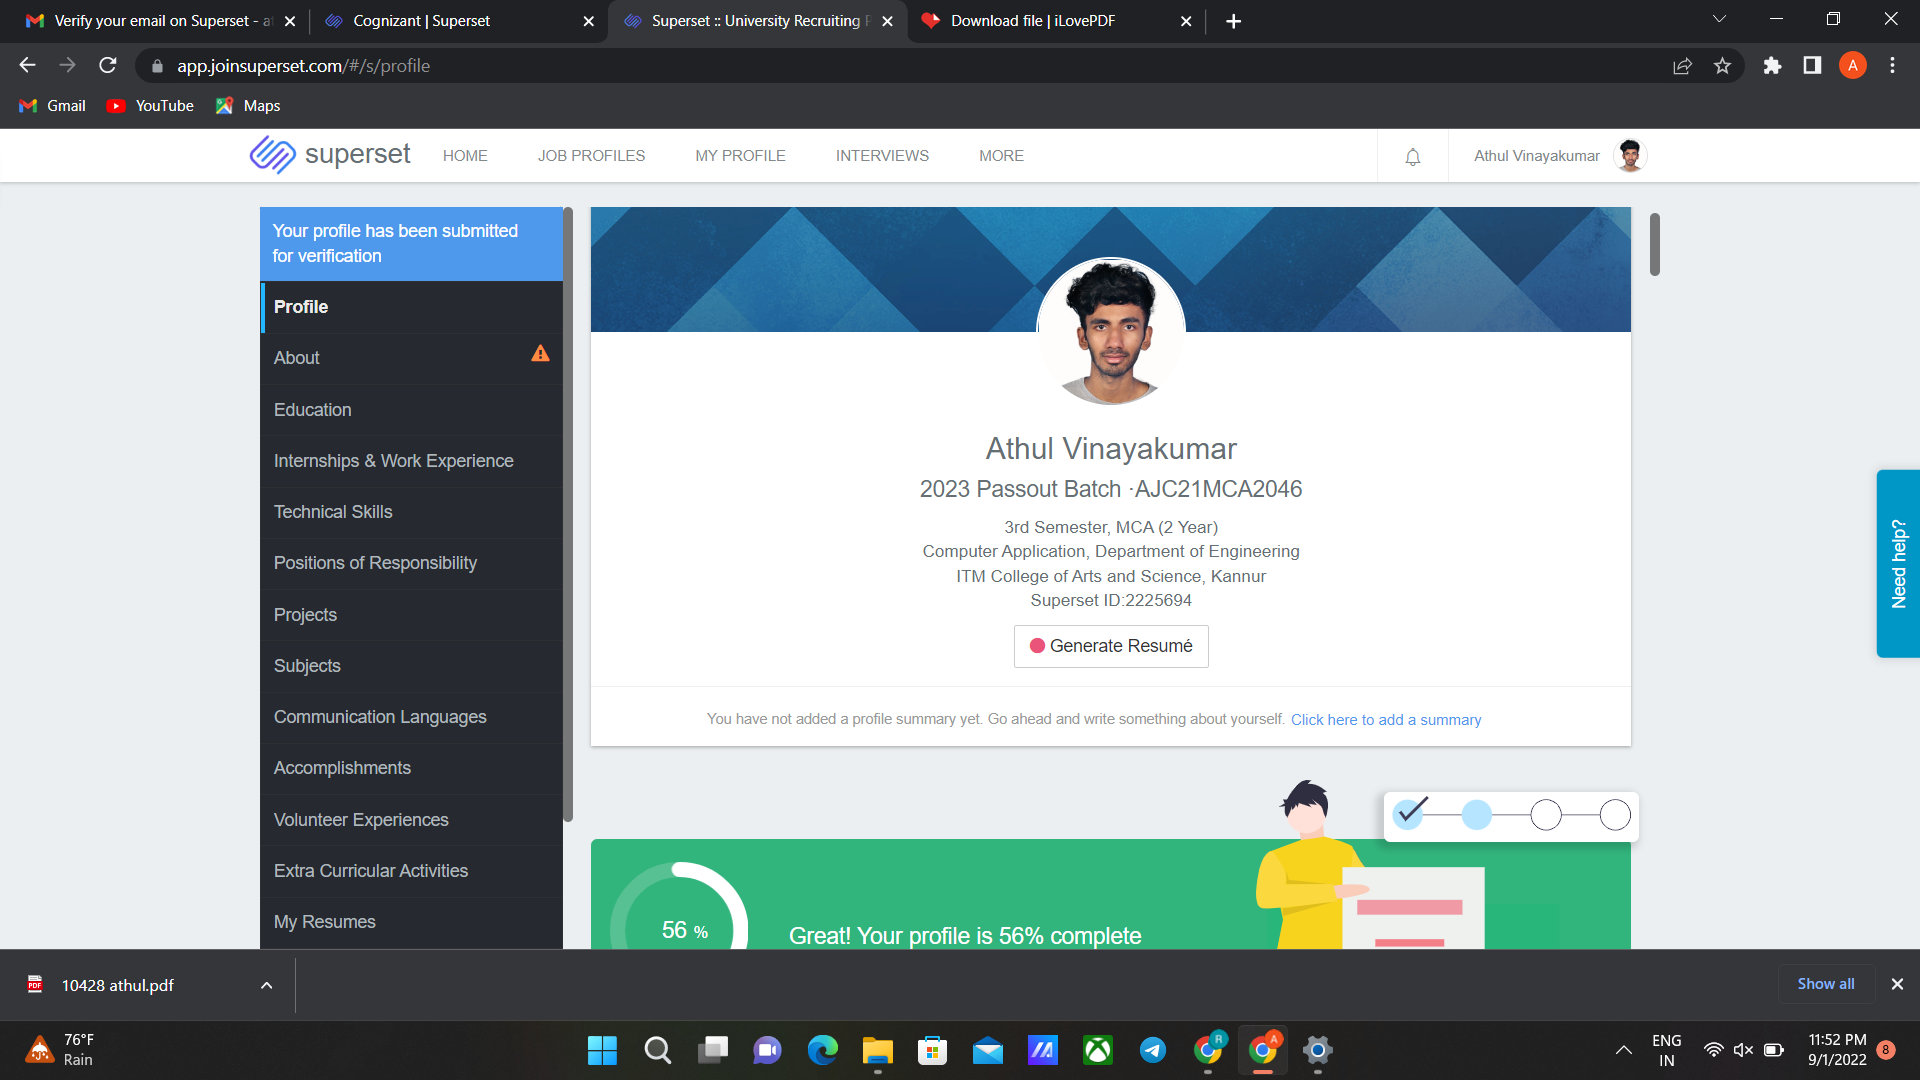 Verify your email on Superset - at
Cognizant | Superset
Superset :: University Recruiting P
Download file | iLovePDF
app.joinsuperset.com/#/s/profile
A
Gmail
YouTube
Maps
superset
HOME
JOB PROFILES
MY PROFILE
INTERVIEWS
MORE
Athul Vinayakumar
Your profile has been submitted
for verification
Profile
About
Education
Internships & Work Experience
Technical Skills
Positions of Responsibility
Projects
Subjects
Communication Languages
Accomplishments
Volunteer Experiences
Extra Curricular Activities
My Resumes
Athul Vinayakumar
2023 Passout Batch ·AJC21MCA2046
3rd Semester, MCA (2 Year)
Computer Application, Department of Engineering
ITM College of Arts and Science, Kannur
Superset ID:2225694
Generate Resumé
You have not added a profile summary yet. Go ahead and write something about yourself. Click here to add a summary
56 %
Great! Your profile is 56% complete
Need help?
PDF
10428 athul.pdf
Show all
76°F
Rain
R
A
ENG
IN
11:52 PM
9/1/2022
8